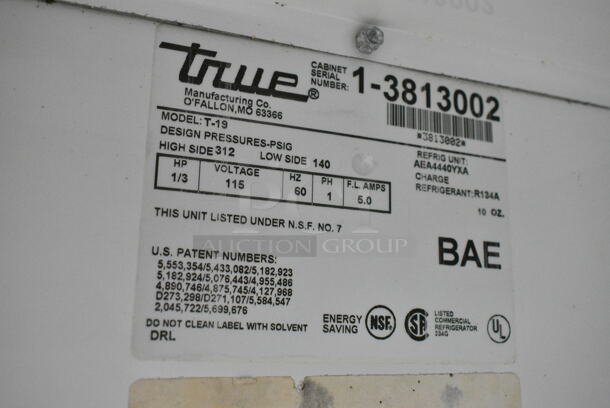 true®
Manufacturing Co.
O'FALLON, MO 63366
CABINET
SERIAL
NUMBER:
1-3813002
*3813002*
MODEL: T-19
DESIGN PRESSURES-PSIG
HIGH SIDE 312 LOW SIDE 140
REFRIG UNIT:
AEA4440YXA
CHARGE
REFRIGERANT: R134A
10 OZ.
HP VOLTAGE HZ PH F.L. AMPS
1/3 115 60 1 5.0
THIS UNIT LISTED UNDER N.S.F. NO. 7
AUCTION GROUP
BAE
U.S. PATENT NUMBERS:
5,553,354/5,433,082/5,182,923
5,182,924/5,076,443/4,955,486
4,890,746/4,875,745/4,127,968
D273,298/D271,107/5,584,547
2,045,722/5,699,676
DO NOT CLEAN LABEL WITH SOLVENT
DRL
ENERGY
SAVING
NSF
LISTED
COMMERCIAL
REFRIGERATOR
334G
UL